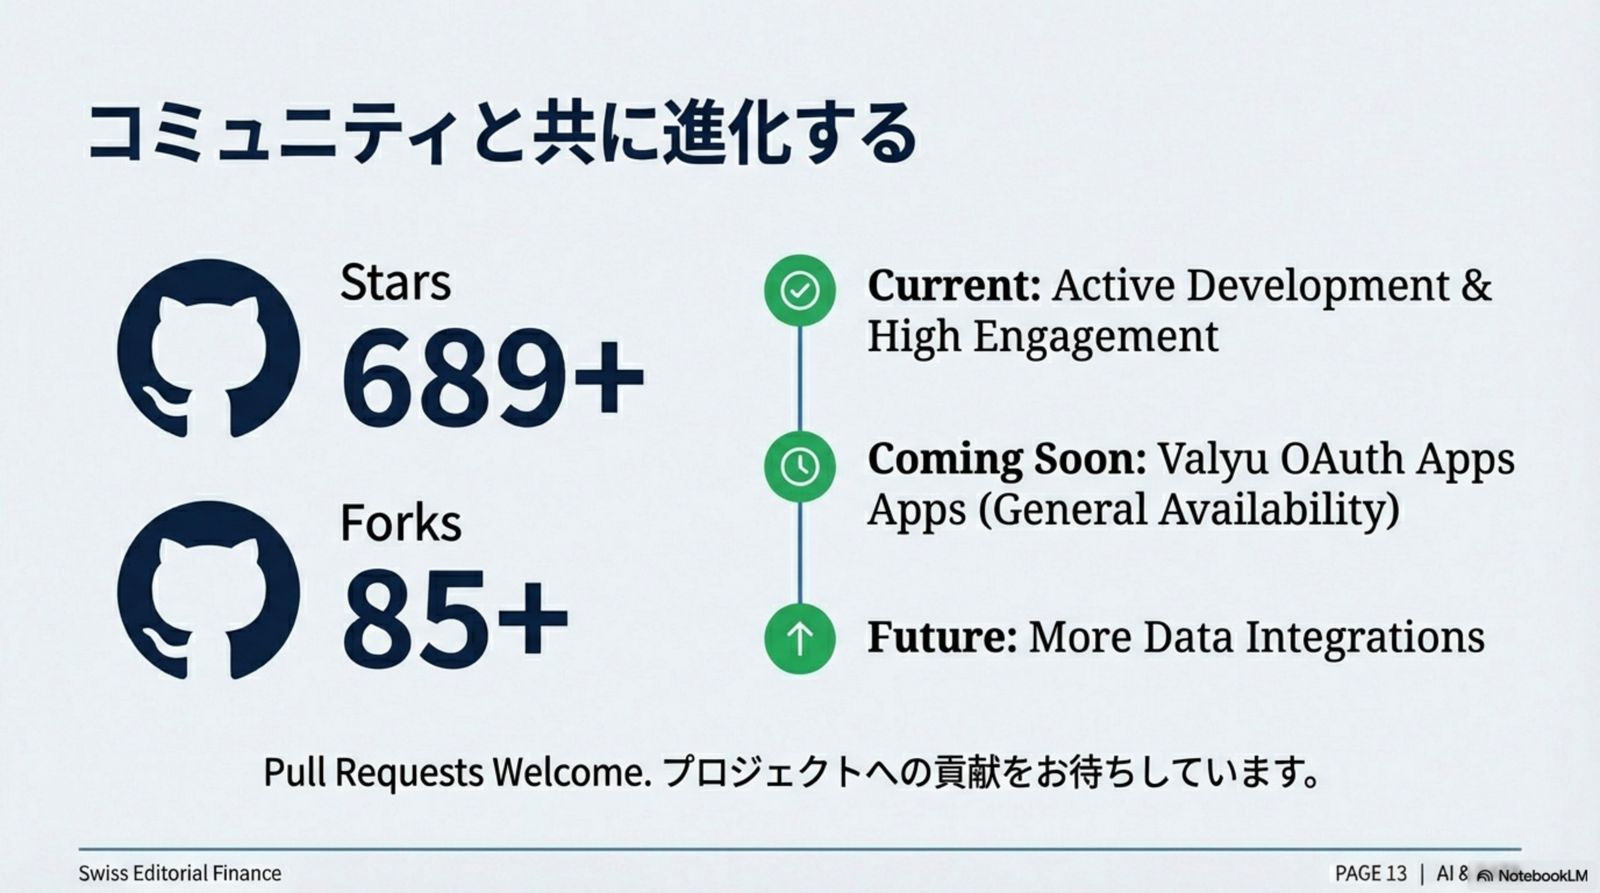 コミュニティと共に進化する
Stars
689+
Forks
85+
Current: Active Development &
High Engagement
Coming Soon: Valyu OAuth Apps
Apps (General Availability)
Future: More Data Integrations
Pull Requests Welcome. プロジェクトへの貢献をお待ちしています。
Swiss Editorial Finance
PAGE 13 | AI &
NotebookLM